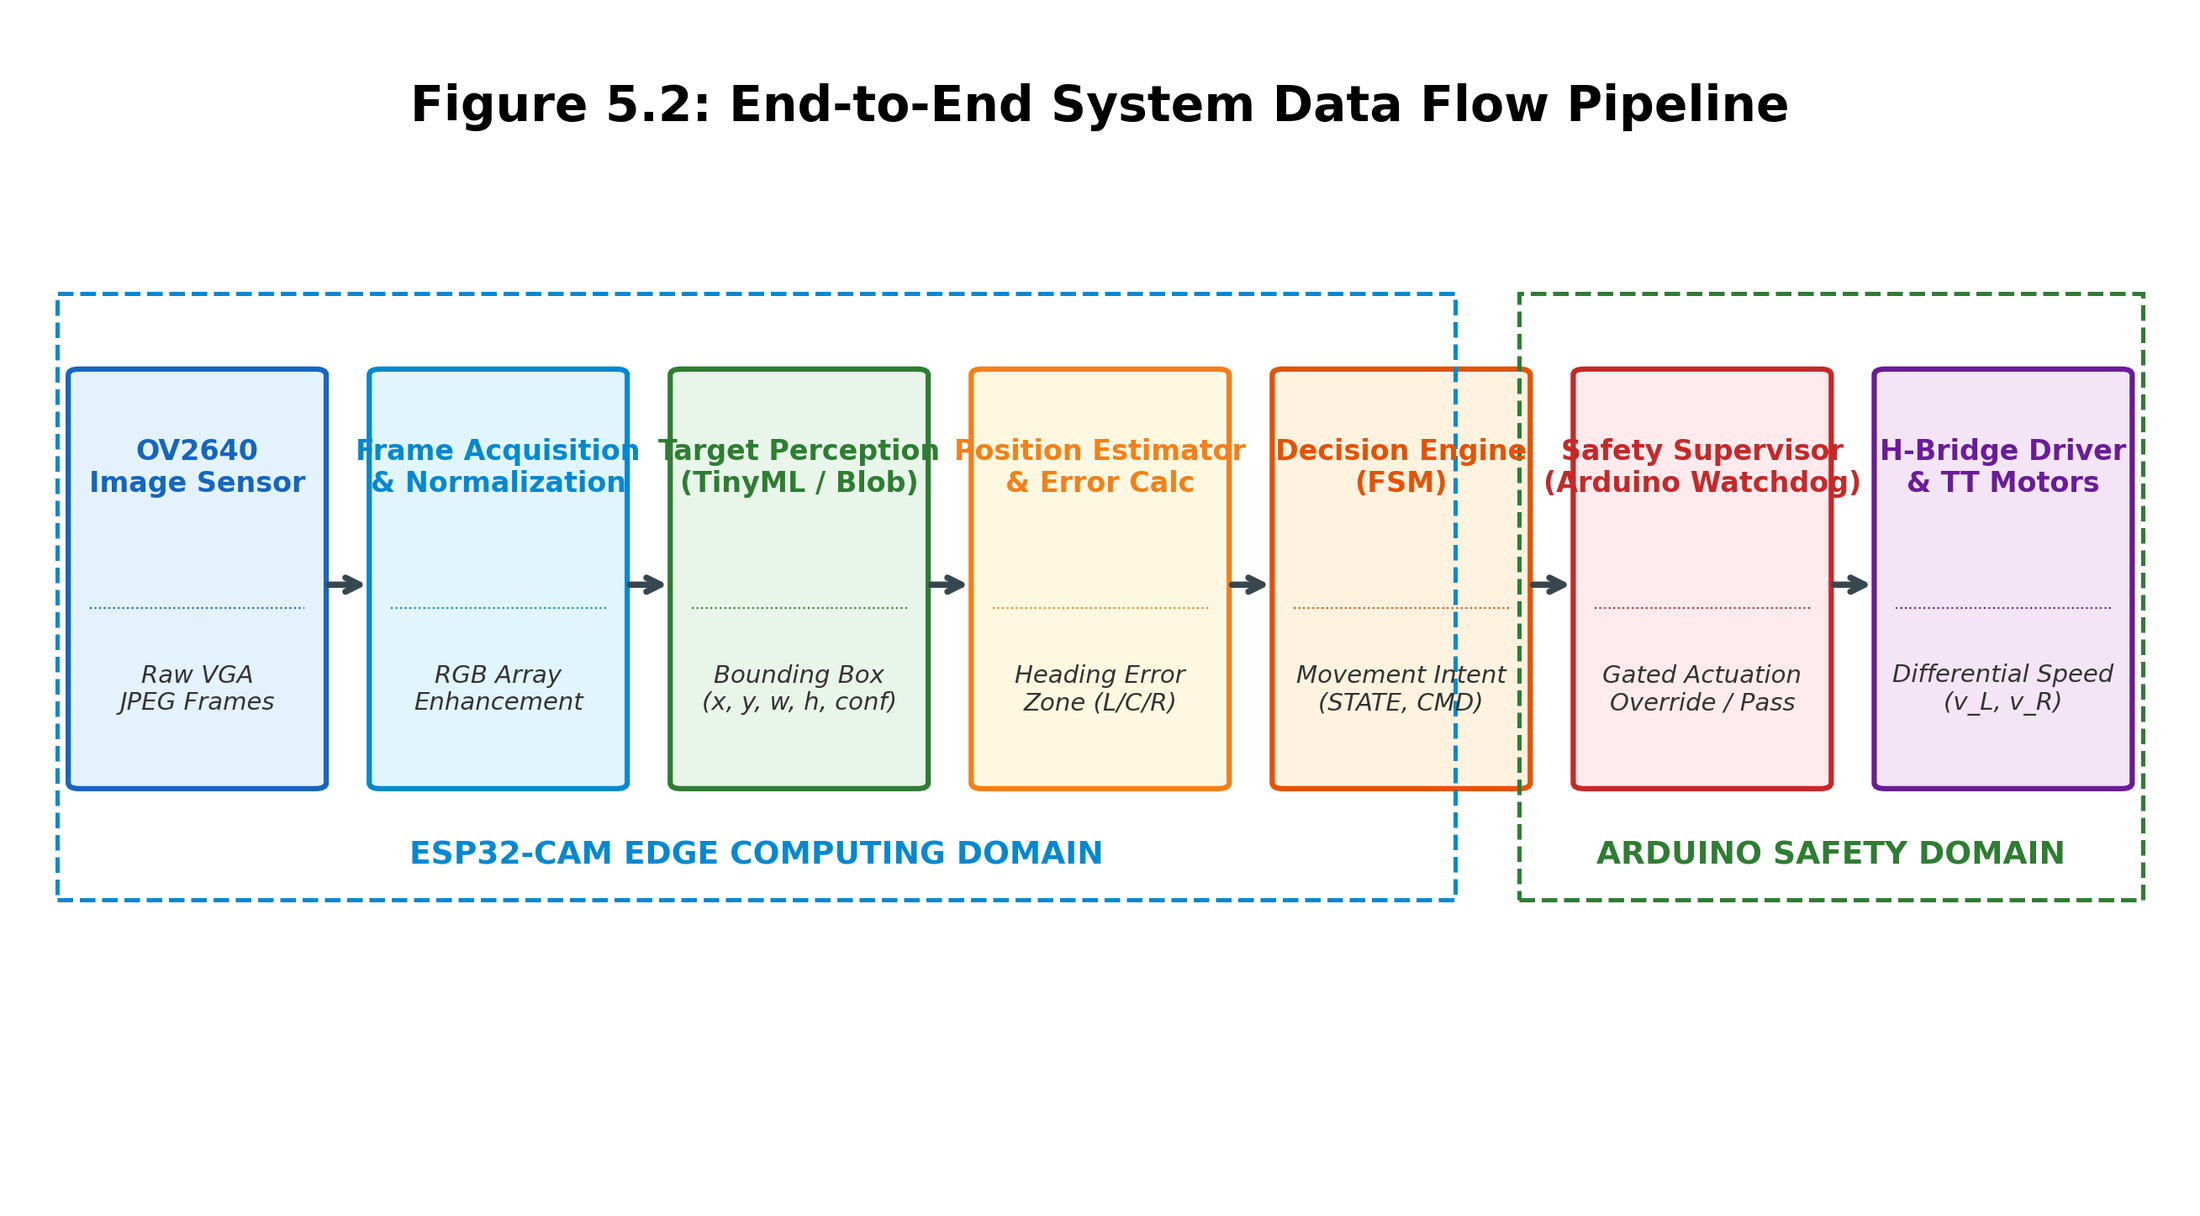 Figure 5.2: End-to-End System Data Flow Pipeline
OV2640
Image Sensor
Raw VGA
JPEG Frames
Frame Acquisition
& Normalization
RGB Array
Enhancement
Target Perception
(TinyML / Blob)
Bounding Box
(x, y, w, h, conf)
Position Estimator
& Error Calc
Heading Error
Zone (L/C/R)
Decision Engine
(FSM)
Movement Intent
(STATE, CMD)
Safety Supervisor
(Arduino Watchdog)
Gated Actuation
Override / Pass
H-Bridge Driver
& TT Motors
Differential Speed
(v_L, v_R)
ESP32-CAM EDGE COMPUTING DOMAIN
ARDUINO SAFETY DOMAIN